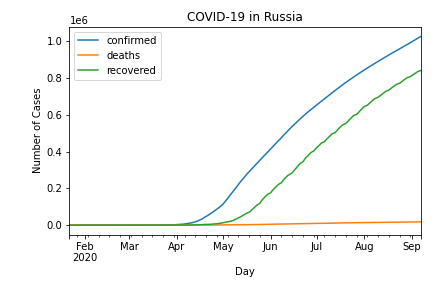 COVID-19 in Russia
1e6
confirmed
deaths
recovered
Number of Cases
1.0
0.8
0.6
0.4
0.2
0.0
Feb Mar Apr May Jun Jul Aug Sep
2020
Day